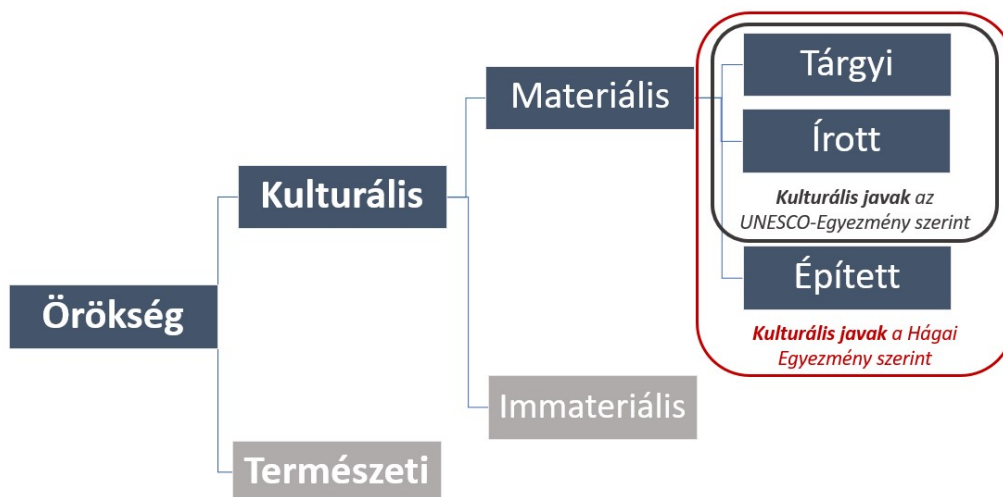 Örökség
Kulturális
Természeti
Materiális
Immateriális
Tárgyi
Írott
Kulturális javak az
UNESCO-Egyezmény szerint
Épített
Kulturális javak a Hágai
Egyezmény szerint